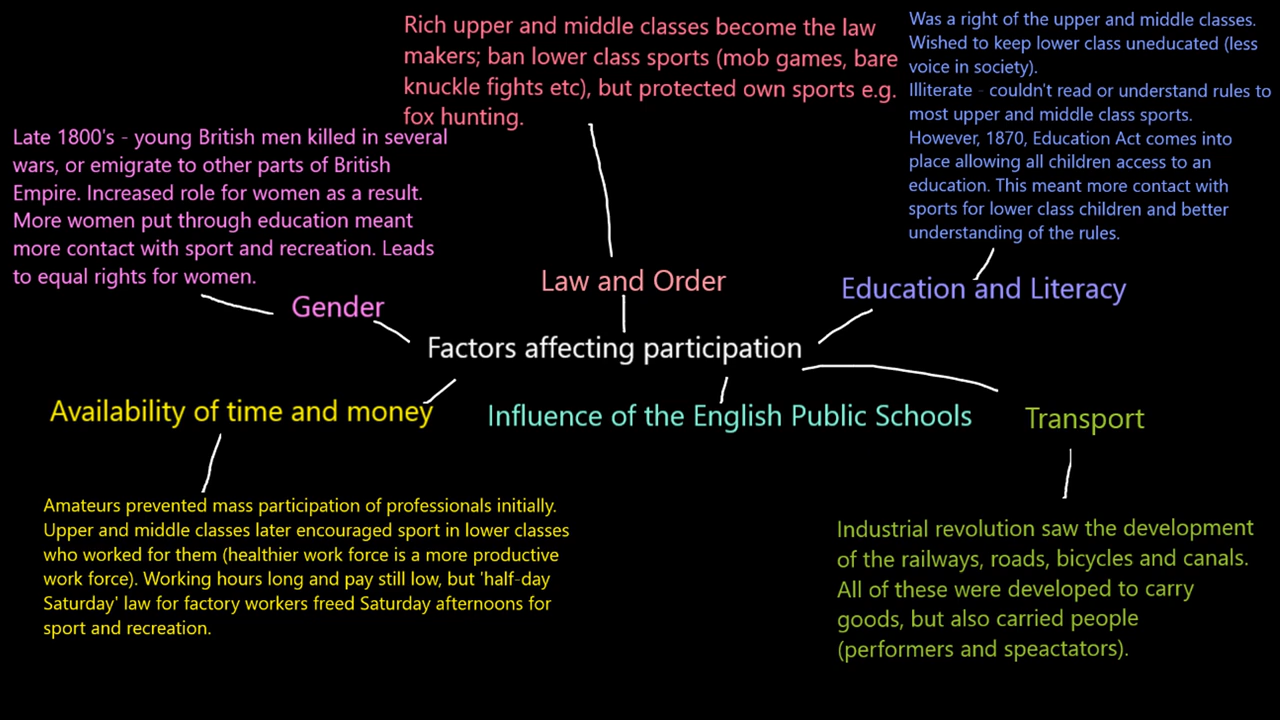 Rich upper and middle classes become the law
makers; ban lower class sports (mob games, bare
knuckle fights etc), but protected own sports e.g.
fox hunting.
Was a right of the upper and middle classes.
Wished to keep lower class uneducated (less
voice in society).
Illiterate - couldn't read or understand rules to
most upper and middle class sports.
However, 1870, Education Act comes into
place allowing all children access to an
education. This meant more contact with
sports for lower class children and better
understanding of the rules.
Late 1800's - young British men killed in several
wars, or emigrate to other parts of British
Empire. Increased role for women as a result.
More women put through education meant
more contact with sport and recreation. Leads
to equal rights for women.
Gender
Law and Order
Education and Literacy
Factors affecting participation
Availability of time and money
Influence of the English Public Schools
Transport
Amateurs prevented mass participation of professionals initially.
Upper and middle classes later encouraged sport in lower classes
who worked for them (healthier work force is a more productive
work force). Working hours long and pay still low, but 'half-day
Saturday' law for factory workers freed Saturday afternoons for
sport and recreation.
Industrial revolution saw the development
of the railways, roads, bicycles and canals.
All of these were developed to carry
goods, but also carried people
(performers and speactators).